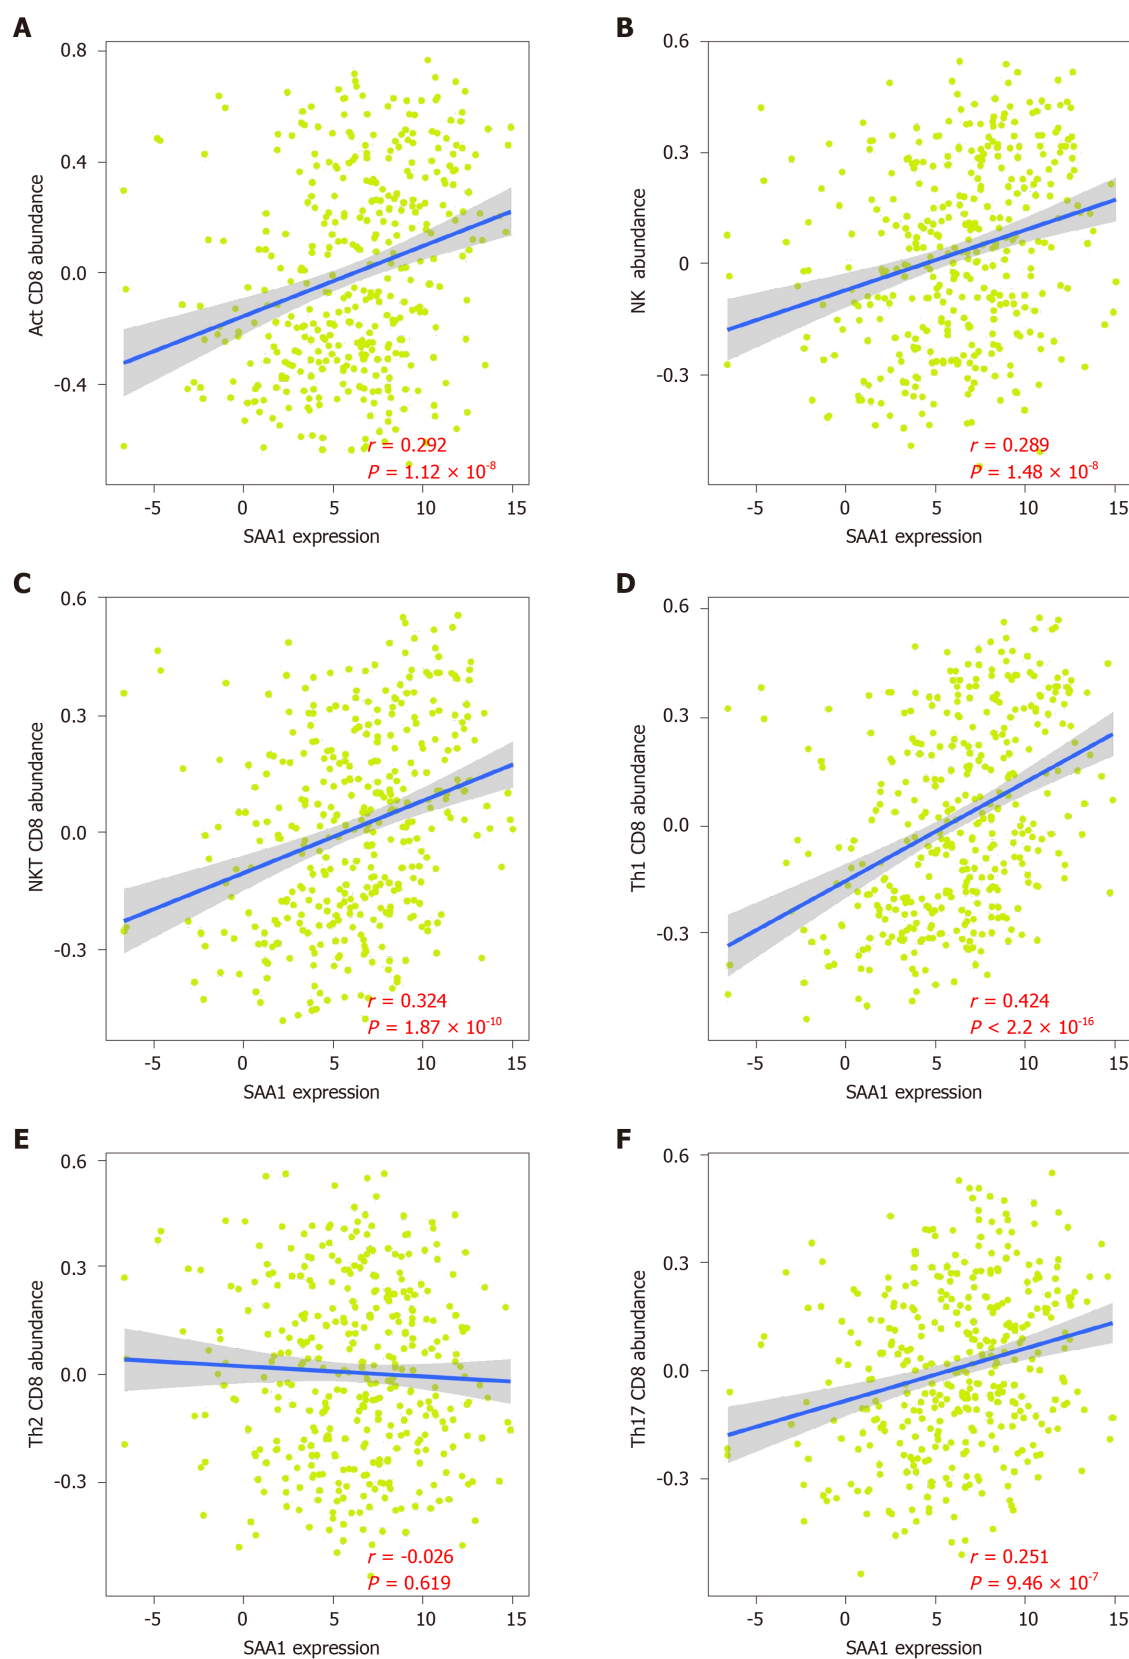 A
Act CD8 abundance
0.8
0.4
0.0
-0.4
r = 0.292
P = 1.12 × 10-8
-5 0 5 10 15
SAA1 expression
B
NK abundance
0.6
0.3
0
-0.3
r = 0.289
P = 1.48 × 10-8
-5 0 5 10 15
SAA1 expression
C
NKT CD8 abundance
0.6
0.3
0.0
-0.3
r = 0.324
P = 1.87 × 10-10
-5 0 5 10 15
SAA1 expression
D
Th1 CD8 abundance
0.6
0.3
0.0
-0.3
r = 0.424
P < 2.2 × 10-16
-5 0 5 10 15
SAA1 expression
E
Th2 CD8 abundance
0.6
0.3
0.0
-0.3
r = -0.026
P = 0.619
-5 0 5 10 15
SAA1 expression
F
Th17 CD8 abundance
0.6
0.3
0.0
-0.3
r = 0.251
P = 9.46 × 10-7
-5 0 5 10 15
SAA1 expression